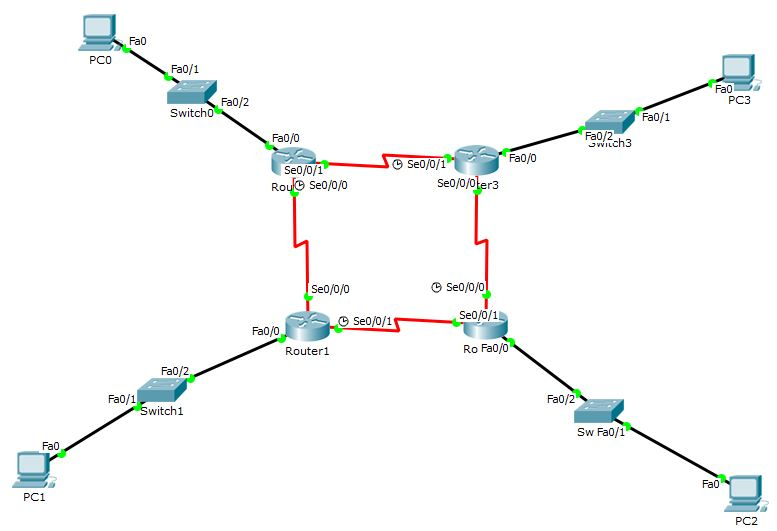 PC0
Fa0
Fa0/1
Switch0
Fa0/2
Fa0/0
Se0/0/1
Rou
Se0/0/0
Se0/0/1
Fa0/0
Se0/0/0
ter3
Fa0/2
Switch3
Fa0/1
Fa0
PC3
Se0/0/0
Fa0/0
Router1
Se0/0/1
Se0/0/0
Se0/0/1
Ro
Fa0/0
Fa0/2
Fa0/1
Switch1
Fa0
PC1
Fa0/2
Sw
Fa0/1
Fa0
PC2